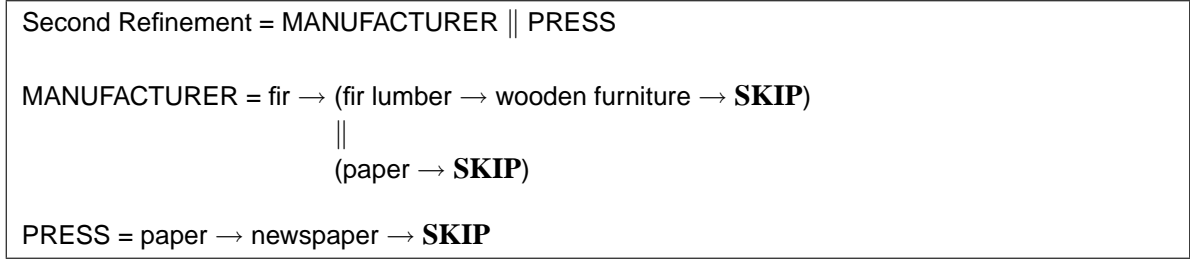 Second Refinement = MANUFACTURER ∥ PRESS
MANUFACTURER = fir → (fir lumber → wooden furniture → SKIP)
∥
(paper → SKIP)
PRESS = paper → newspaper → SKIP